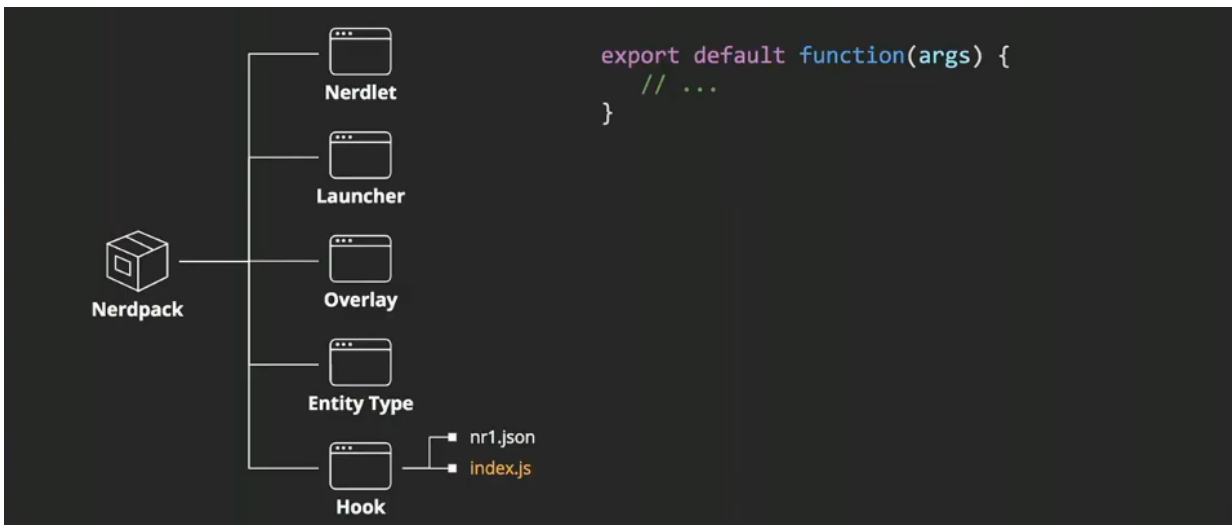 Nerdpack
Nerdlet
Launcher
Overlay
Entity Type
Hook
nr1.json
index.js
export default function(args) {
// ...
}